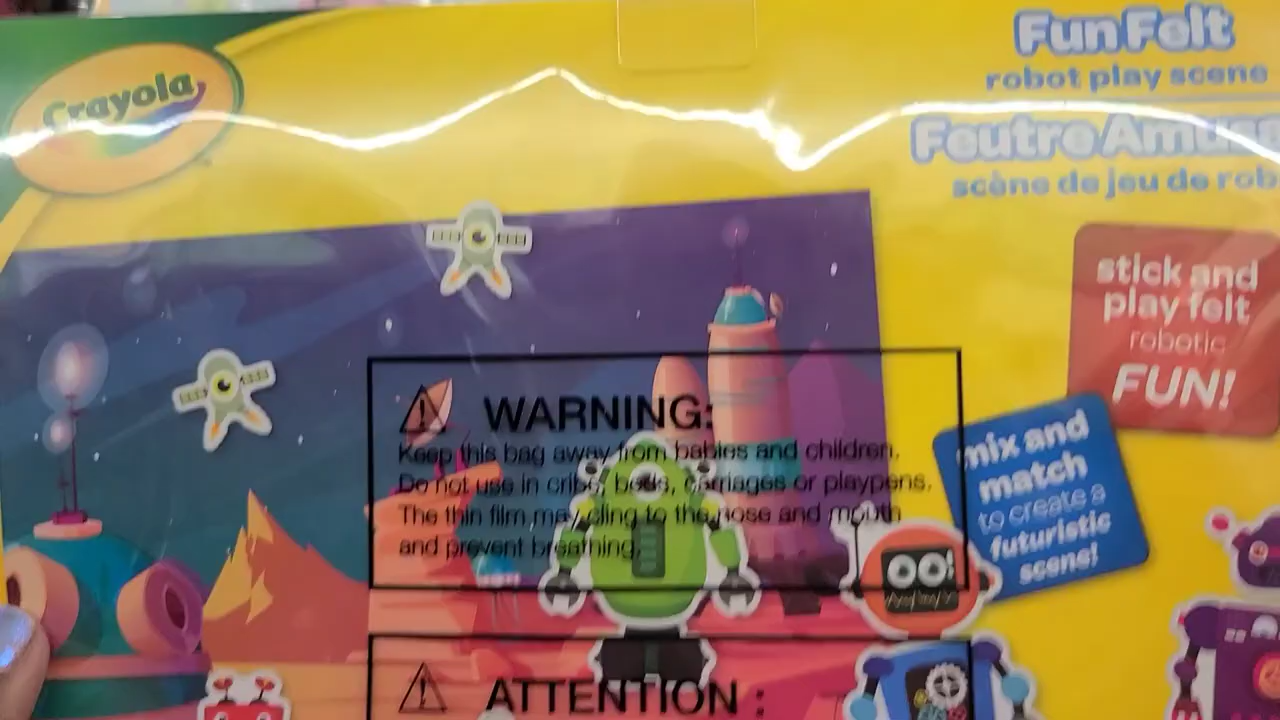 Crayola
Fun Felt
robot play scene
Feutre
scène de jeu de
stick and
play felt
robotic
FUN!
mix and
match
to create a
futuristic
scene!
WARNING:
Keep this bag away from babies and children.
Do not use in cribs, beds, carriages or playpens.
The thin film may cling to the nose and mouth
and prevent breathing.
ATTENTION :